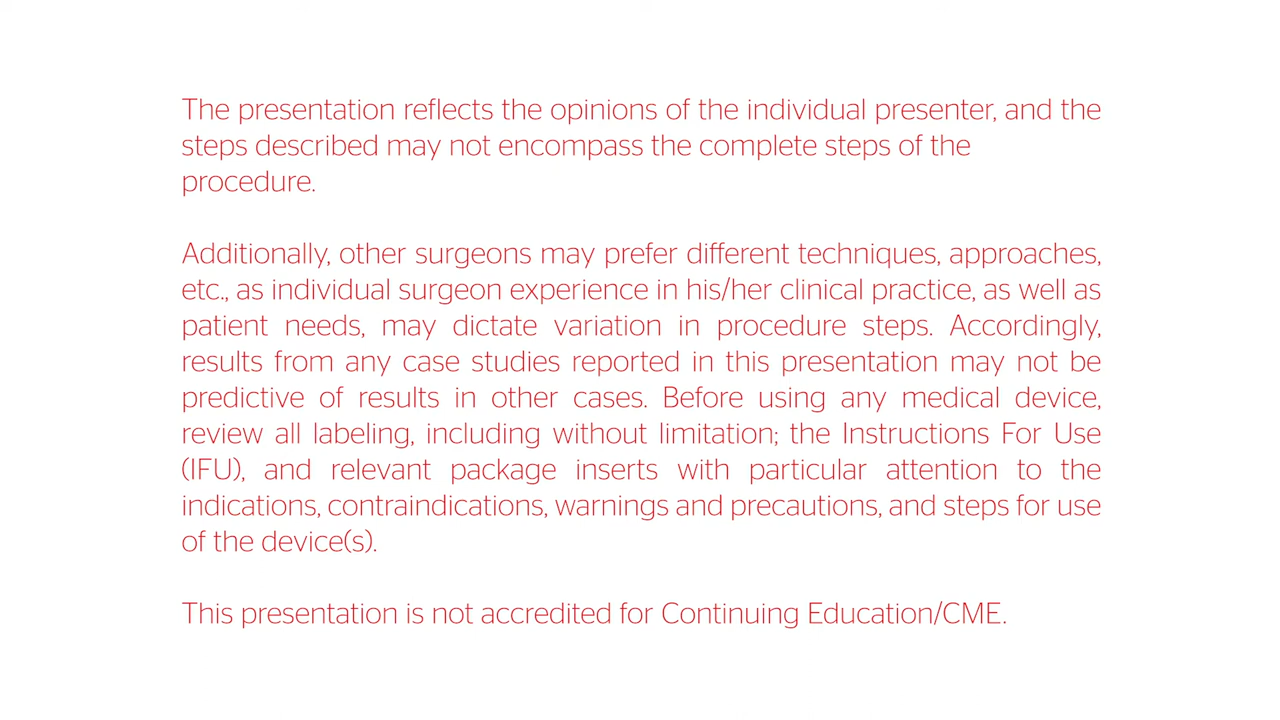 The presentation reflects the opinions of the individual presenter, and the
steps described may not encompass the complete steps of the
procedure.
Additionally, other surgeons may prefer different techniques, approaches,
etc., as individual surgeon experience in his/her clinical practice, as well as
patient needs, may dictate variation in procedure steps. Accordingly,
results from any case studies reported in this presentation may not be
predictive of results in other cases. Before using any medical device,
review all labeling, including without limitation; the Instructions For Use
(IFU), and relevant package inserts with particular attention to the
indications, contraindications, warnings and precautions, and steps for use
of the device(s).
This presentation is not accredited for Continuing Education/CME.